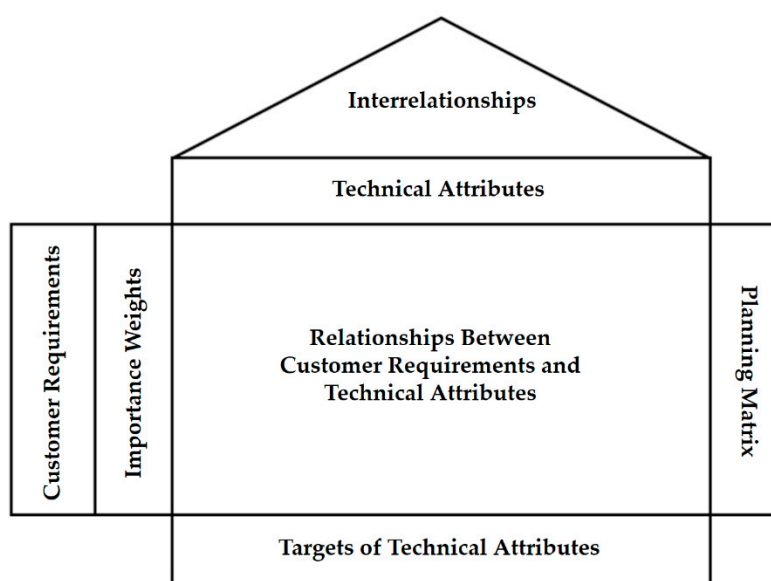 Interrelationships
Technical Attributes
Customer Requirements
Importance Weights
Relationships Between
Customer Requirements and
Technical Attributes
Planning Matrix
Targets of Technical Attributes